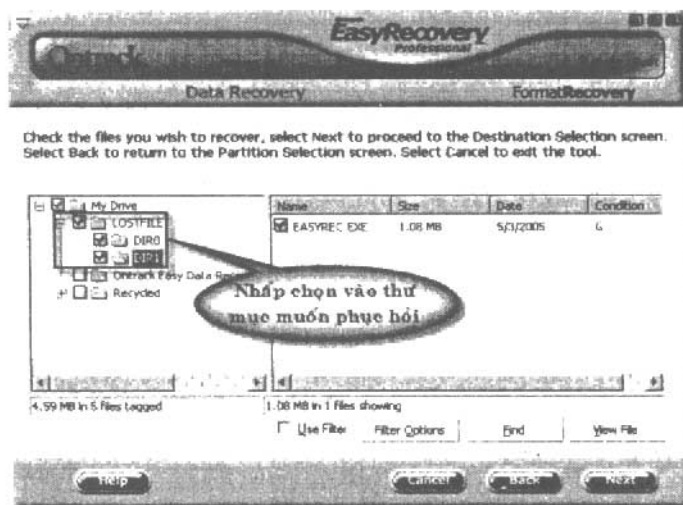 EasyRecovery
Professional
Ontrack
Data Recovery
FormatRecovery
Check the files you wish to recover, select Next to proceed to the Destination Selection screen.
Select Back to return to the Partition Selection screen. Select Cancel to exit the tool.
My Drive
LOSTFILE
DIR0
DIR1
Ontrack Easy Data
Recycled
Name Size Date Condition
EASYREC.EXE 1.08 MB 5/3/2005 G
Nhấp chọn vào thư
mục muốn phục hồi
4.59 MB in 5 files tagged
1.08 MB in 1 files showing
Use Filter Filter Options Find View File
Help Cancel Back Next